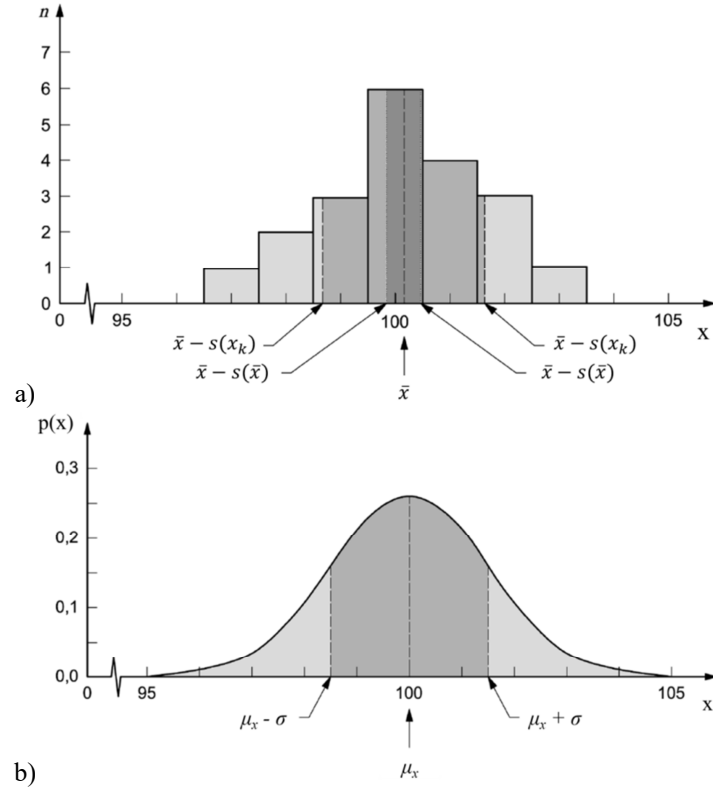 n
7
6
5
4
3
2
1
0
0 95 100 105 x
x̄ − s(x_k) x̄ − s(x_k)
x̄ − s(x̄) x̄ − s(x̄)
x̄
a)
p(x)
0,3
0,2
0,1
0,0
0 95 100 105 x
μ_x - σ μ_x + σ
μ_x
b)